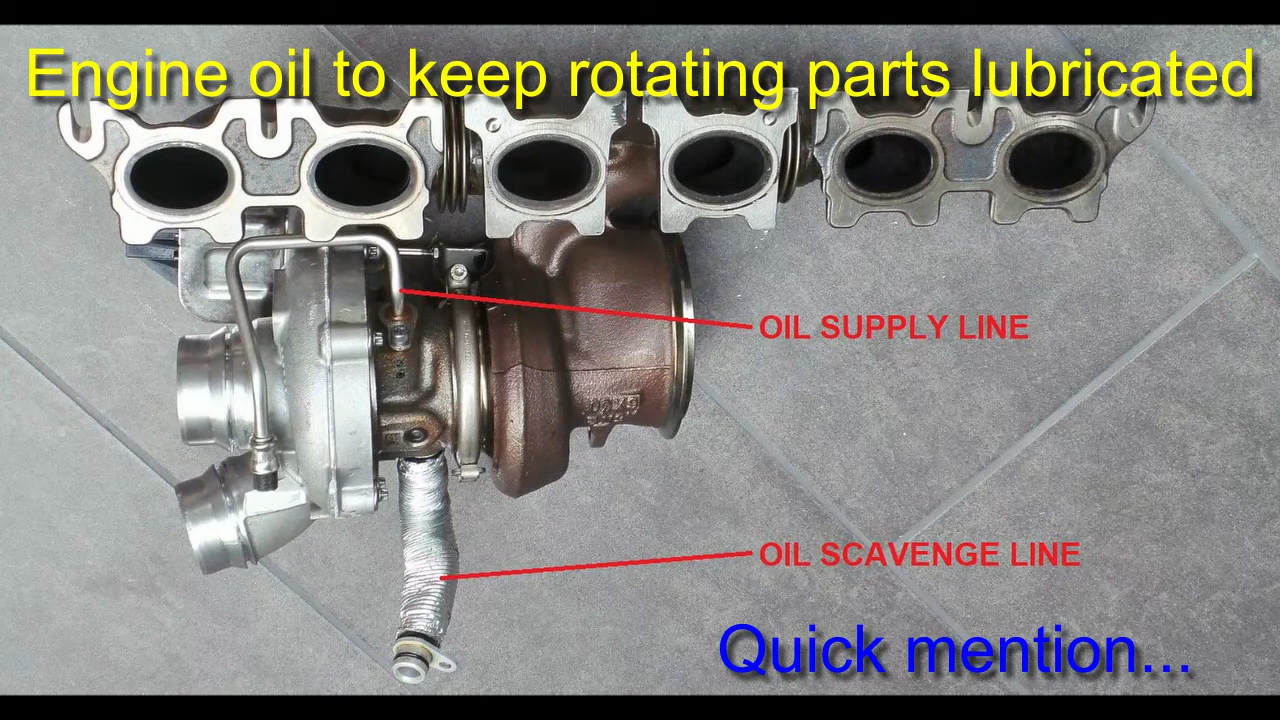 Engine oil to keep rotating parts lubricated
OIL SUPPLY LINE
OIL SCAVENGE LINE
Quick mention...